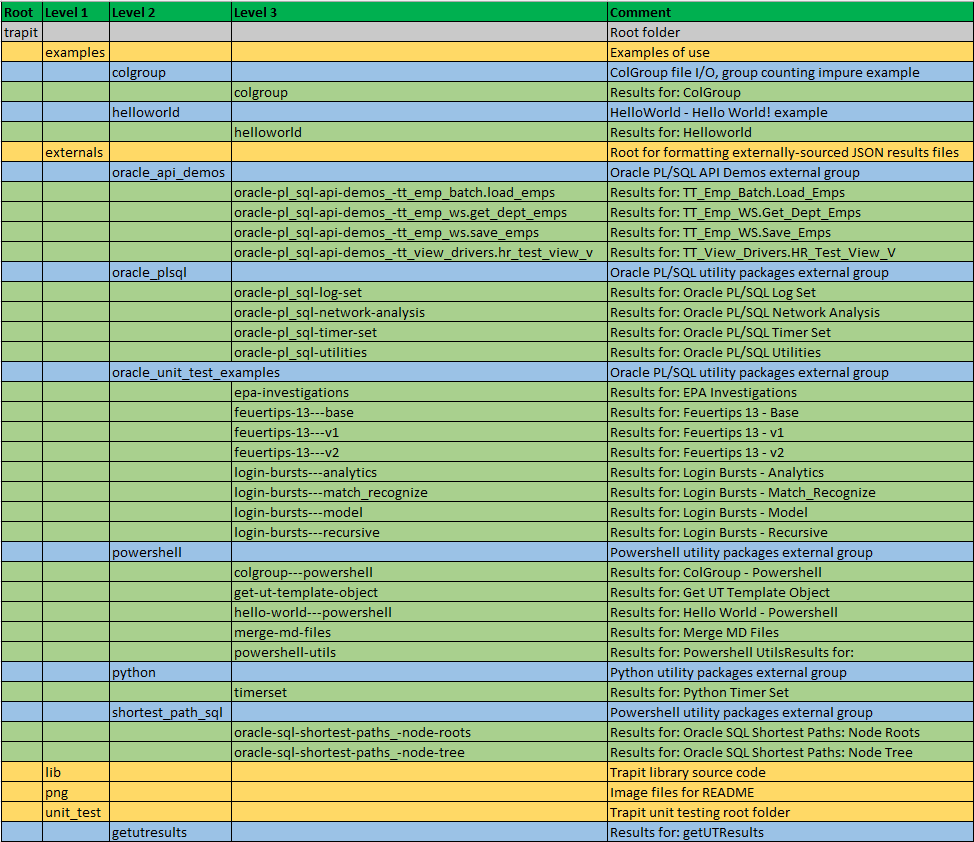 Root Level 1 Level 2 Level 3 Comment
trapit Root folder
examples Examples of use
colgroup ColGroup file I/O, group counting impure example
colgroup Results for: ColGroup
helloworld HelloWorld - Hello World! example
helloworld Results for: Helloworld
externals Root for formatting externally-sourced JSON results files
oracle_api_demos Oracle PL/SQL API Demos external group
oracle-pl_sql-api-demos_-tt_emp_batch.load_emps Results for: TT_Emp_Batch.Load_Emps
oracle-pl_sql-api-demos_-tt_emp_ws.get_dept_emps Results for: TT_Emp_WS.Get_Dept_Emps
oracle-pl_sql-api-demos_-tt_emp_ws.save_emps Results for: TT_Emp_WS.Save_Emps
oracle-pl_sql-api-demos_-tt_view_drivers.hr_test_view_v Results for: TT_View_Drivers.HR_Test_View_V
oracle_plsql Oracle PL/SQL utility packages external group
oracle-pl_sql-log-set Results for: Oracle PL/SQL Log Set
oracle-pl_sql-network-analysis Results for: Oracle PL/SQL Network Analysis
oracle-pl_sql-timer-set Results for: Oracle PL/SQL Timer Set
oracle-pl_sql-utilities Results for: Oracle PL/SQL Utilities
oracle_unit_test_examples Oracle PL/SQL utility packages external group
epa-investigations Results for: EPA Investigations
feuertips-13---base Results for: Feuertips 13 - Base
feuertips-13---v1 Results for: Feuertips 13 - v1
feuertips-13---v2 Results for: Feuertips 13 - v2
login-bursts---analytics Results for: Login Bursts - Analytics
login-bursts---match_recognize Results for: Login Bursts - Match_Recognize
login-bursts---model Results for: Login Bursts - Model
login-bursts---recursive Results for: Login Bursts - Recursive
powershell Powershell utility packages external group
colgroup---powershell Results for: ColGroup - Powershell
get-ut-template-object Results for: Get UT Template Object
hello-world---powershell Results for: Hello World - Powershell
merge-md-files Results for: Merge MD Files
powershell-utils Results for: Powershell UtilsResults for:
python Python utility packages external group
timerset Results for: Python Timer Set
shortest_path_sql Powershell utility packages external group
oracle-sql-shortest-paths_-node-roots Results for: Oracle SQL Shortest Paths: Node Roots
oracle-sql-shortest-paths_-node-tree Results for: Oracle SQL Shortest Paths: Node Tree
lib Trapit library source code
png Image files for README
unit_test Trapit unit testing root folder
getutresults Results for: getUTResults